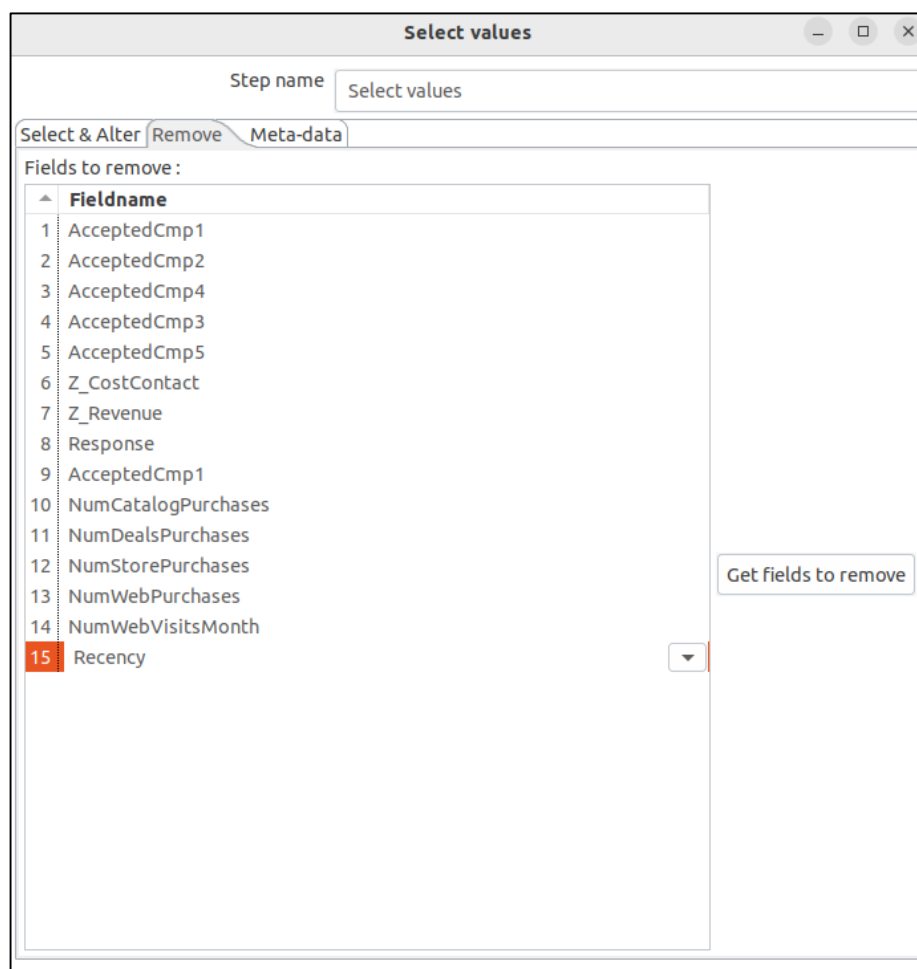 Select values
Step name Select values
Select & Alter Remove Meta-data
Fields to remove :
Fieldname
1 AcceptedCmp1
2 AcceptedCmp2
3 AcceptedCmp4
4 AcceptedCmp3
5 AcceptedCmp5
6 Z_CostContact
7 Z_Revenue
8 Response
9 AcceptedCmp1
10 NumCatalogPurchases
11 NumDealsPurchases
12 NumStorePurchases
13 NumWebPurchases
14 NumWebVisitsMonth
15 Recency
Get fields to remove